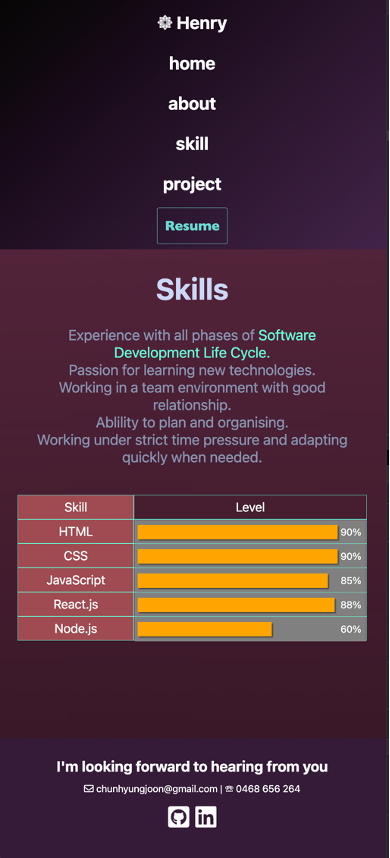 Henry
home
about
skill
project
Resume
Skills
Experience with all phases of Software
Development Life Cycle.
Passion for learning new technologies.
Working in a team environment with good
relationship.
Ablility to plan and organising.
Working under strict time pressure and adapting
quickly when needed.
Skill Level
HTML 90%
CSS 90%
JavaScript 85%
React.js 88%
Node.js 60%
I'm looking forward to hearing from you
chunhyungjoon@gmail.com | ☏ 0468 656 264
in